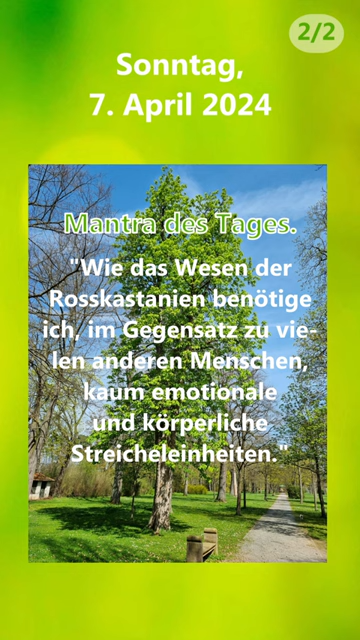 2/2
Sonntag,
7. April 2024
Mantra des Tages.
"Wie das Wesen der
Rosskastanien benötige
ich, im Gegensatz zu vie-
len anderen Menschen,
kaum emotionale
und körperliche
Streicheleinheiten."